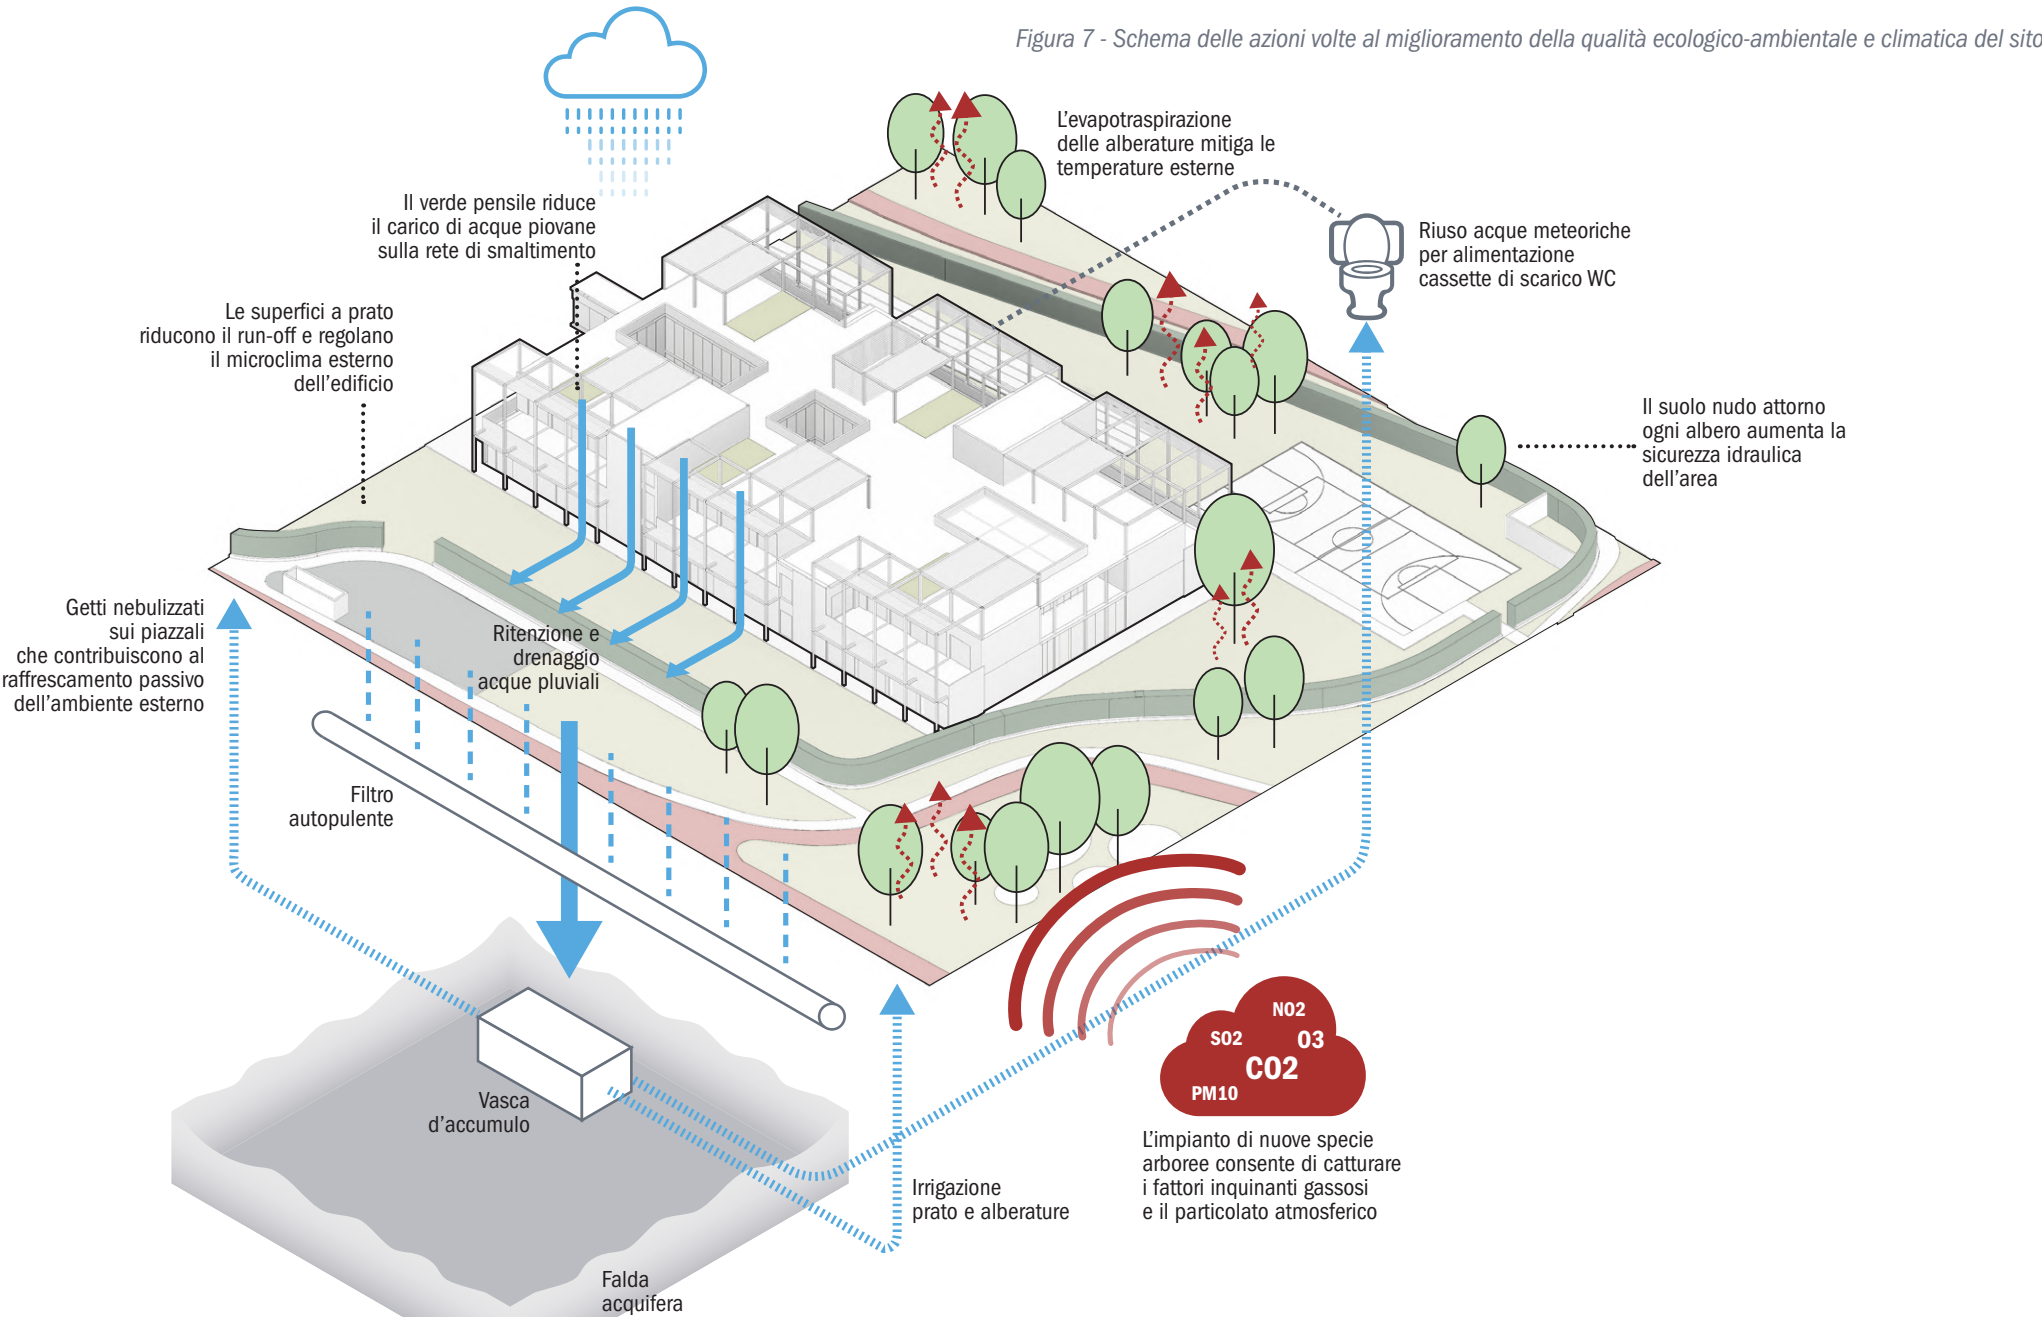 Figura 7 - Schema delle azioni volte al miglioramento della qualità ecologico-ambientale e climatica del sito
L'evapotraspirazione
delle alberature mitiga le
temperature esterne
Il verde pensile riduce
il carico di acque piovane
sulla rete di smaltimento
Riuso acque meteoriche
per alimentazione
cassette di scarico WC
Le superfici a prato
riducono il run-off e regolano
il microclima esterno
dell'edificio
Il suolo nudo attorno
ogni albero aumenta la
sicurezza idraulica
dell'area
Getti nebulizzati
sui piazzali
che contribuiscono al
raffrescamento passivo
dell'ambiente esterno
Ritenzione e
drenaggio
acque pluviali
Filtro
autopulente
NO2
SO2
O3
CO2
PM10
Vasca
d'accumulo
L'impianto di nuove specie
arboree consente di catturare
i fattori inquinanti gassosi
e il particolato atmosferico
Irrigazione
prato e alberature
Falda
acquifera